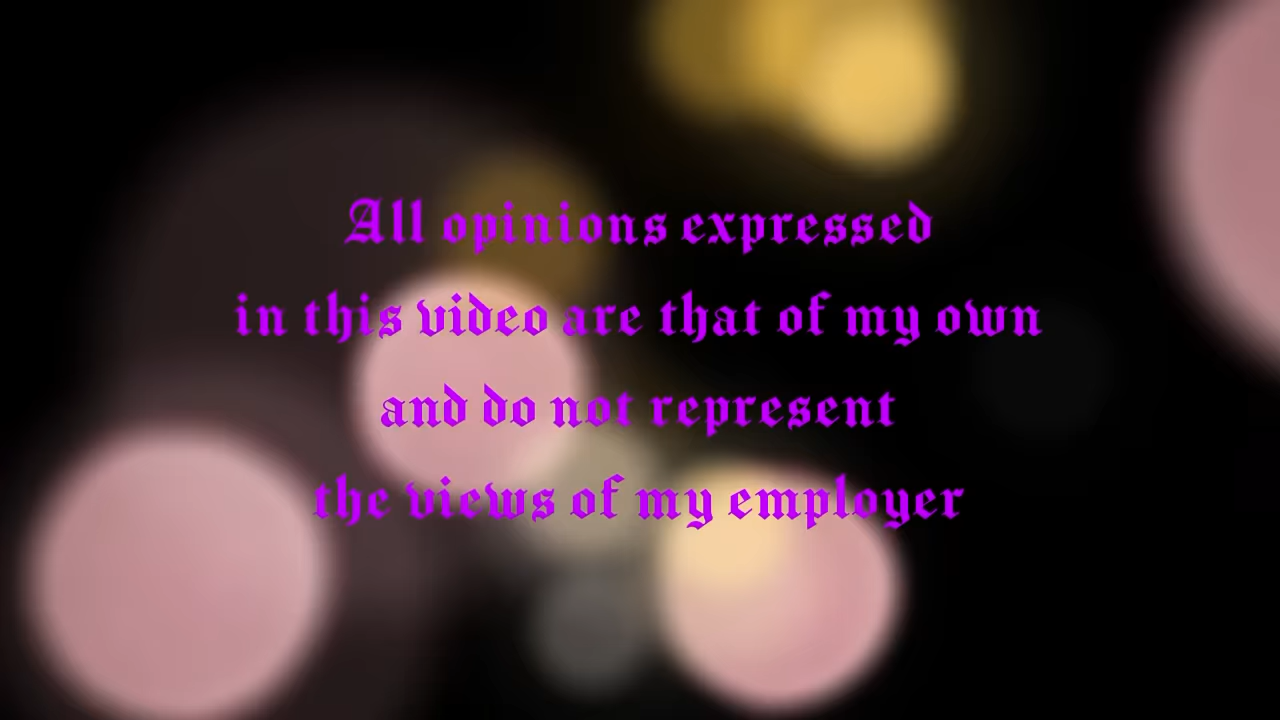 All opinions expressed
in this video are that of my own
and do not represent
the views of my employer